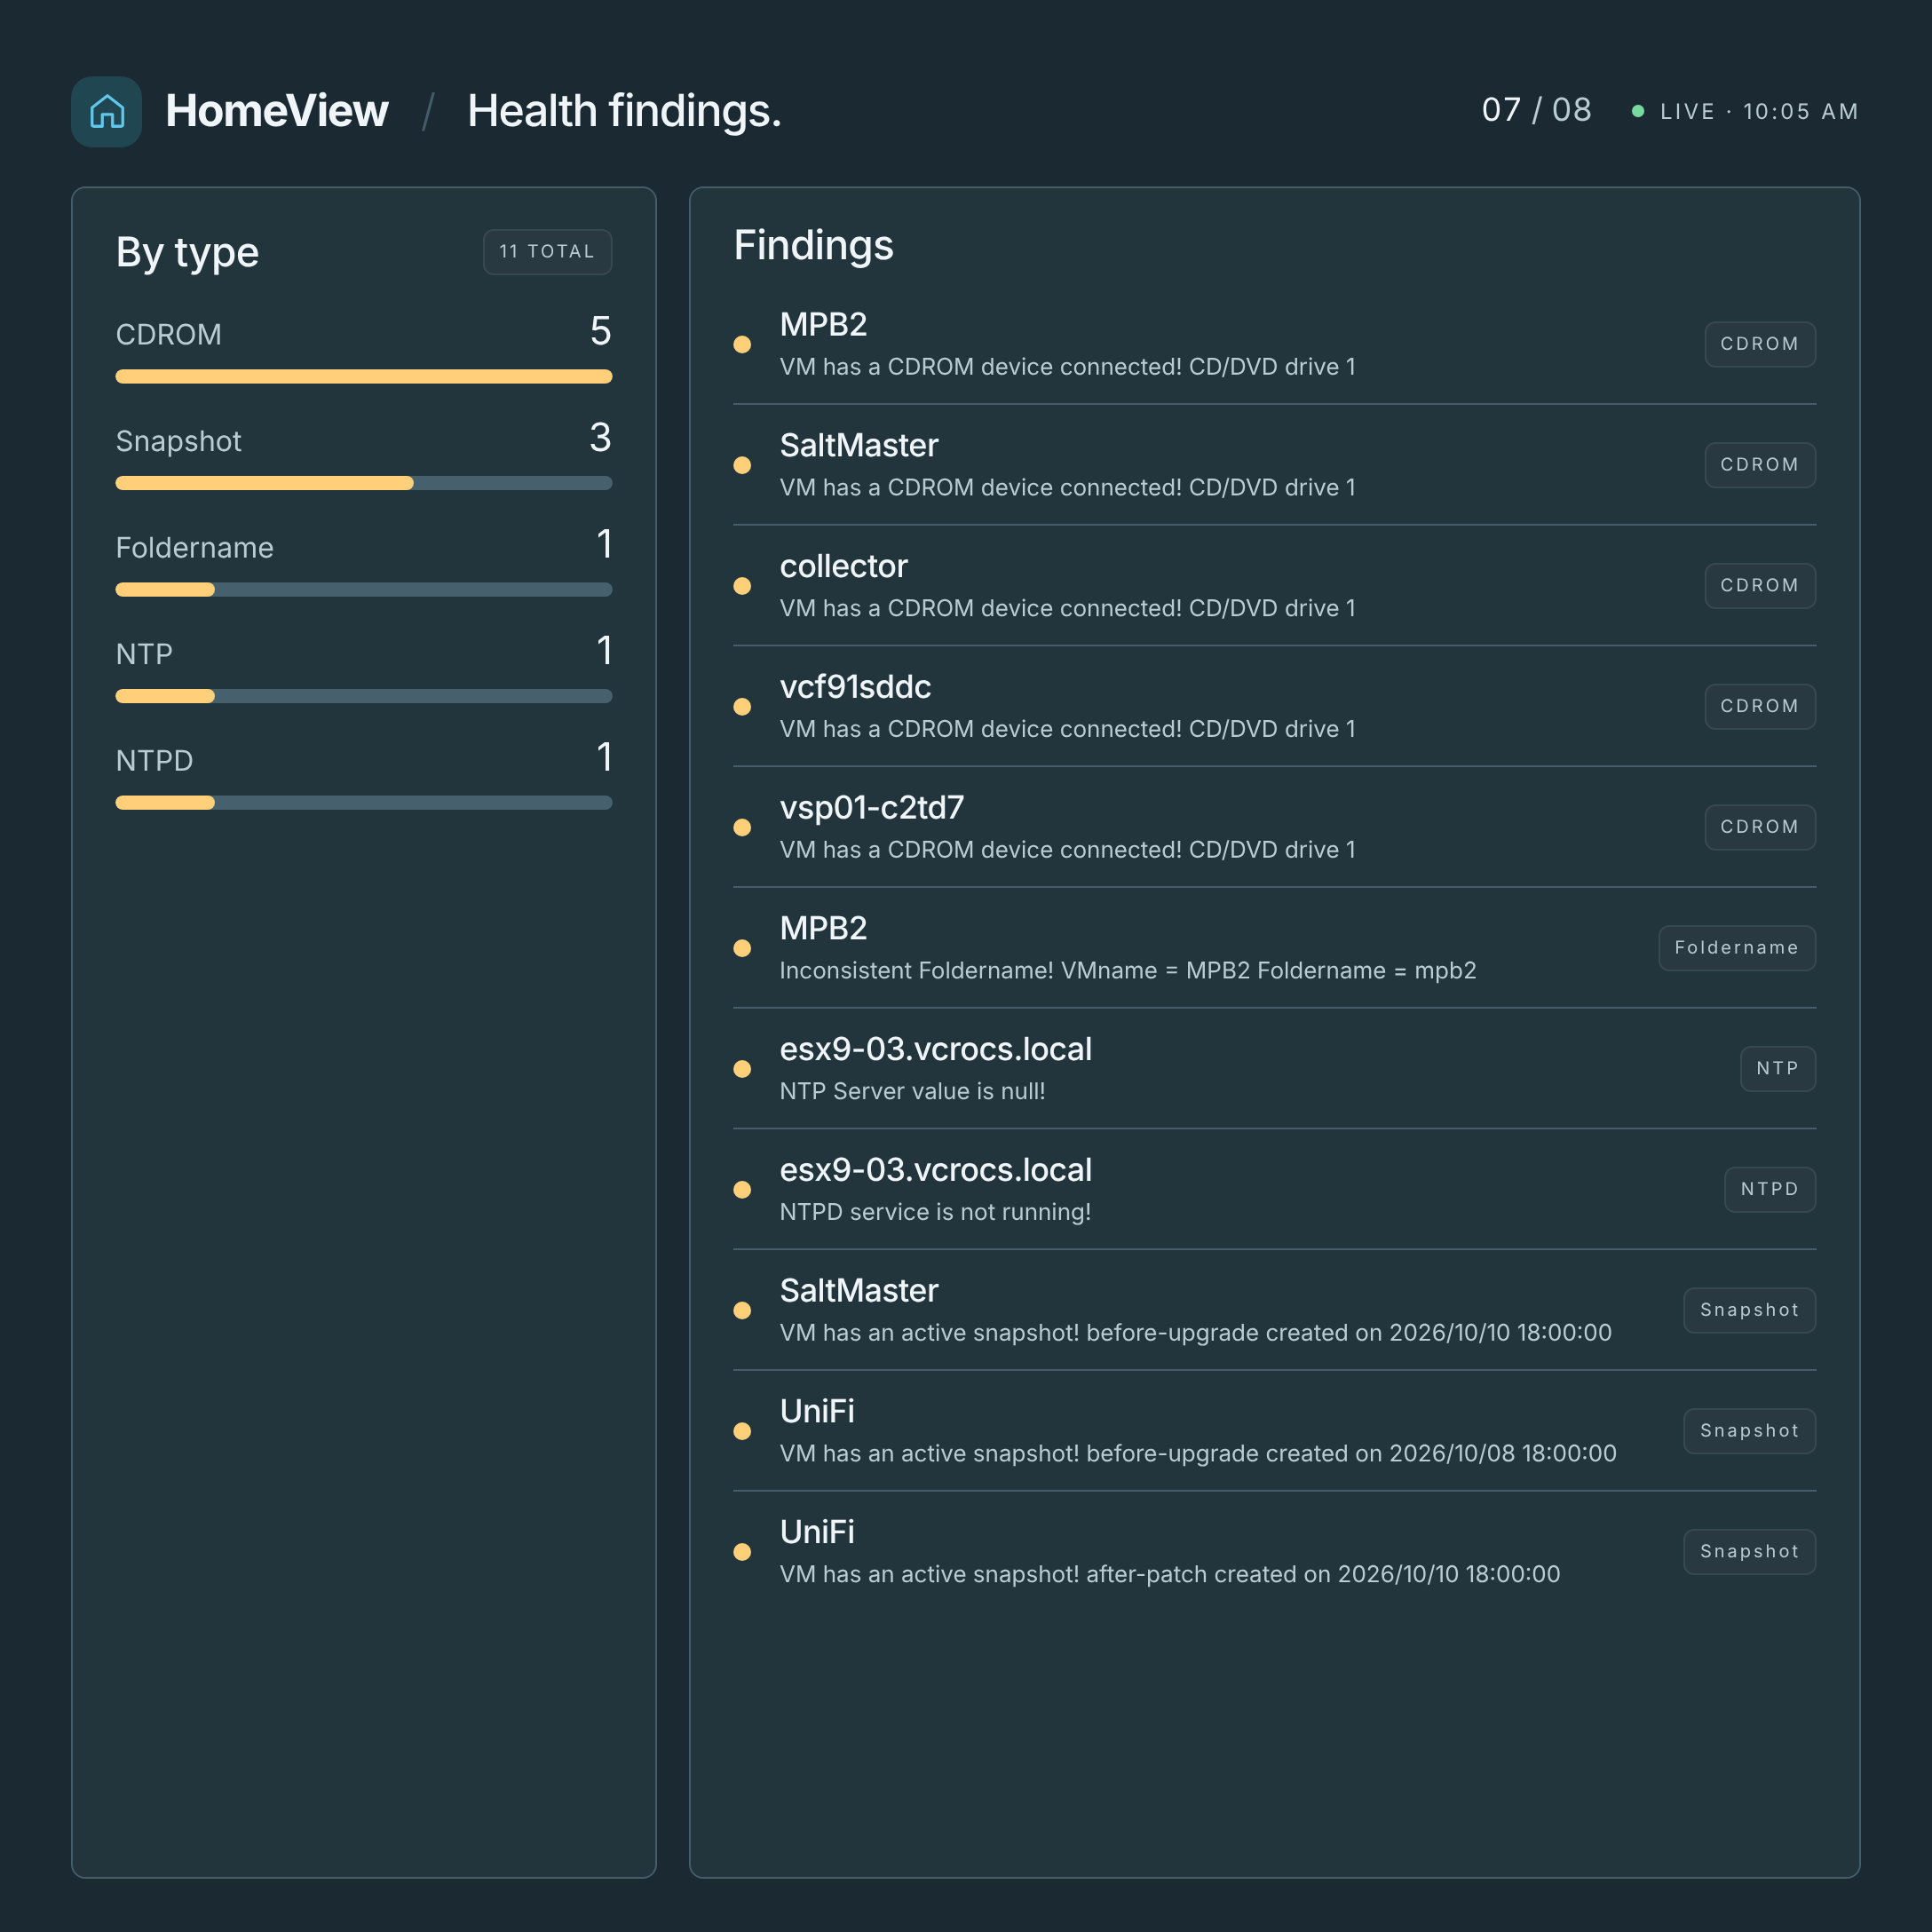 HomeView / Health findings.
07 / 08
LIVE · 10:05 AM
By type
11 TOTAL
CDROM 5
Snapshot 3
Foldername 1
NTP 1
NTPD 1
Findings
MPB2
VM has a CDROM device connected! CD/DVD drive 1
CDROM
SaltMaster
VM has a CDROM device connected! CD/DVD drive 1
CDROM
collector
VM has a CDROM device connected! CD/DVD drive 1
CDROM
vcf91sddc
VM has a CDROM device connected! CD/DVD drive 1
CDROM
vsp01-c2td7
VM has a CDROM device connected! CD/DVD drive 1
CDROM
MPB2
Inconsistent Foldername! VMname = MPB2 Foldername = mpb2
Foldername
esx9-03.vcrocs.local
NTP Server value is null!
NTP
esx9-03.vcrocs.local
NTPD service is not running!
NTPD
SaltMaster
VM has an active snapshot! before-upgrade created on 2026/10/10 18:00:00
Snapshot
UniFi
VM has an active snapshot! before-upgrade created on 2026/10/08 18:00:00
Snapshot
UniFi
VM has an active snapshot! after-patch created on 2026/10/10 18:00:00
Snapshot